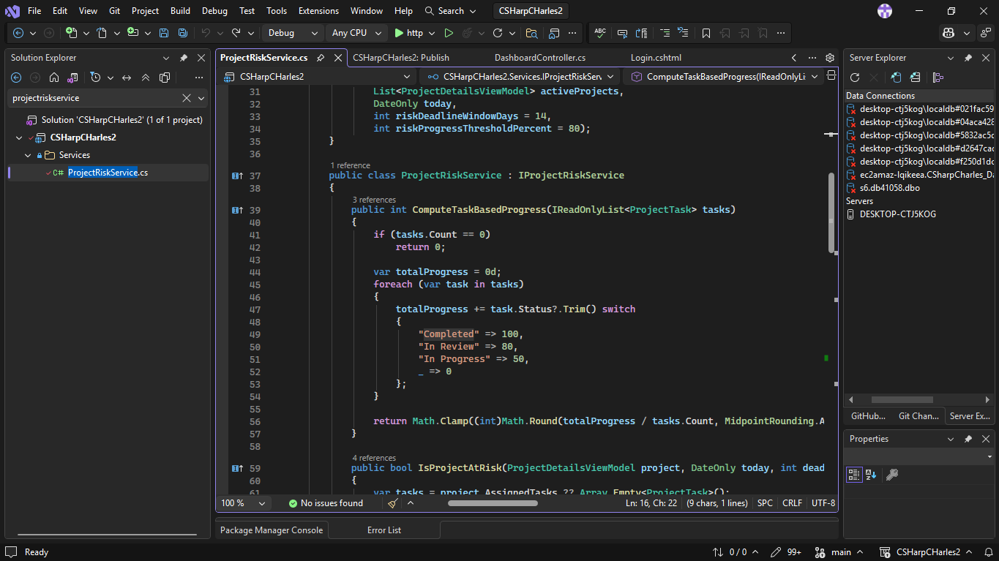 File Edit View Git Project Build Debug Test Tools Extensions Window Help Search CSHarpCHarles2
Debug Any CPU http
Solution Explorer
projectriskservice
Solution 'CSHarpCHarles2' (1 of 1 project)
CSHarpCHarles2
Services
C# ProjectRiskService.cs
ProjectRiskService.cs CSHarpCHarles2: Publish DashboardController.cs Login.cshtml
CSHarpCHarles2 CSHarpCHarles2.Services.IProjectRiskSer ComputeTaskBasedProgress(IReadOnlyLi
31 List<ProjectDetailsViewModel> activeProjects,
32 DateOnly today,
33 int riskDeadlineWindowDays = 14,
34 int riskProgressThresholdPercent = 80);
35 }
36
1 reference
37 public class ProjectRiskService : IProjectRiskService
38 {
3 references
39 public int ComputeTaskBasedProgress(IReadOnlyList<ProjectTask> tasks)
40 {
41 if (tasks.Count == 0)
42 return 0;
43
44 var totalProgress = 0d;
45 foreach (var task in tasks)
46 {
47 totalProgress += task.Status?.Trim() switch
48 {
49 "Completed" => 100,
50 "In Review" => 80,
51 "In Progress" => 50,
52 _ => 0
53 };
54 }
55
56 return Math.Clamp((int)Math.Round(totalProgress / tasks.Count, MidpointRounding.A
57 }
58
4 references
59 public bool IsProjectAtRisk(ProjectDetailsViewModel project, DateOnly today, int dead
60 {
61 var tasks = project.AssignedTasks ?? Array.Empty<ProjectTask>();
100 % No issues found Ln: 16, Ch: 22 (9 chars, 1 lines) SPC CRLF UTF-8
Package Manager Console Error List
Server Explorer
Data Connections
desktop-ctj5kog\localdb#021fac59
desktop-ctj5kog\localdb#04aca428
desktop-ctj5kog\localdb#5832ac5c
desktop-ctj5kog\localdb#d2647cac
desktop-ctj5kog\localdb#f250d1dc
ec2amaz-lqikeea.CSharpCharles_Da
s6.db41058.dbo
Servers
DESKTOP-CTJ5KOG
GitHub... Git Chan... Server Ex...
Properties
Ready 0 / 0 99+ main CSHarpCHarles2